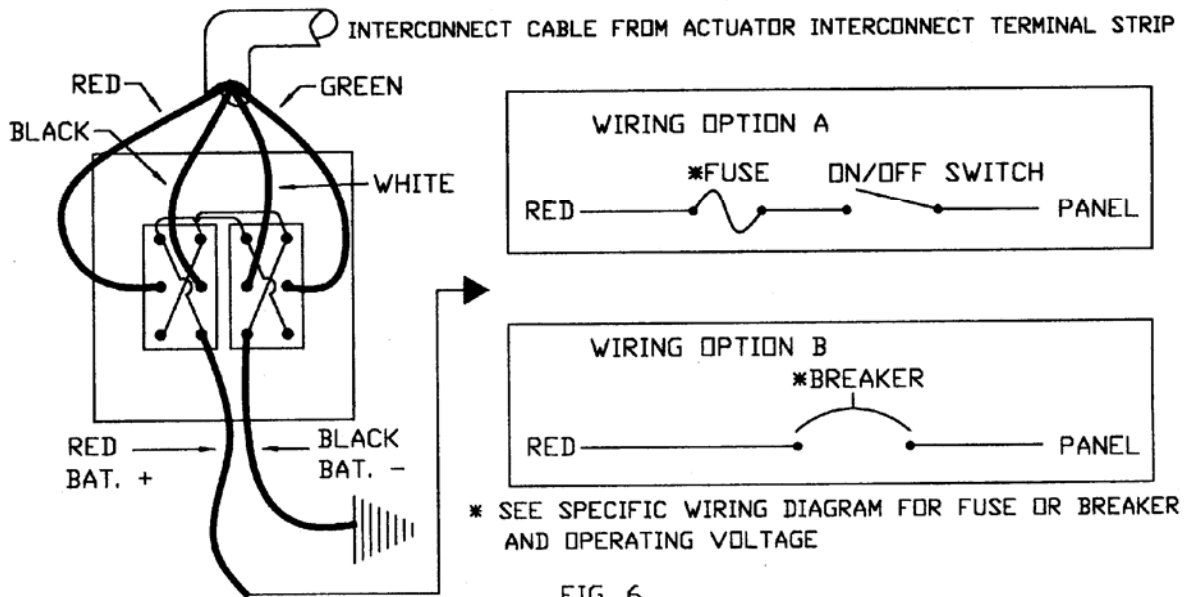 INTERCONNECT CABLE FROM ACTUATOR INTERCONNECT TERMINAL STRIP
RED
GREEN
BLACK
WHITE
RED
BAT. +
BLACK
BAT. -
WIRING OPTION A
*FUSE
ON/OFF SWITCH
RED
PANEL
WIRING OPTION B
*BREAKER
RED
PANEL
* SEE SPECIFIC WIRING DIAGRAM FOR FUSE OR BREAKER
AND OPERATING VOLTAGE
FIG. 6